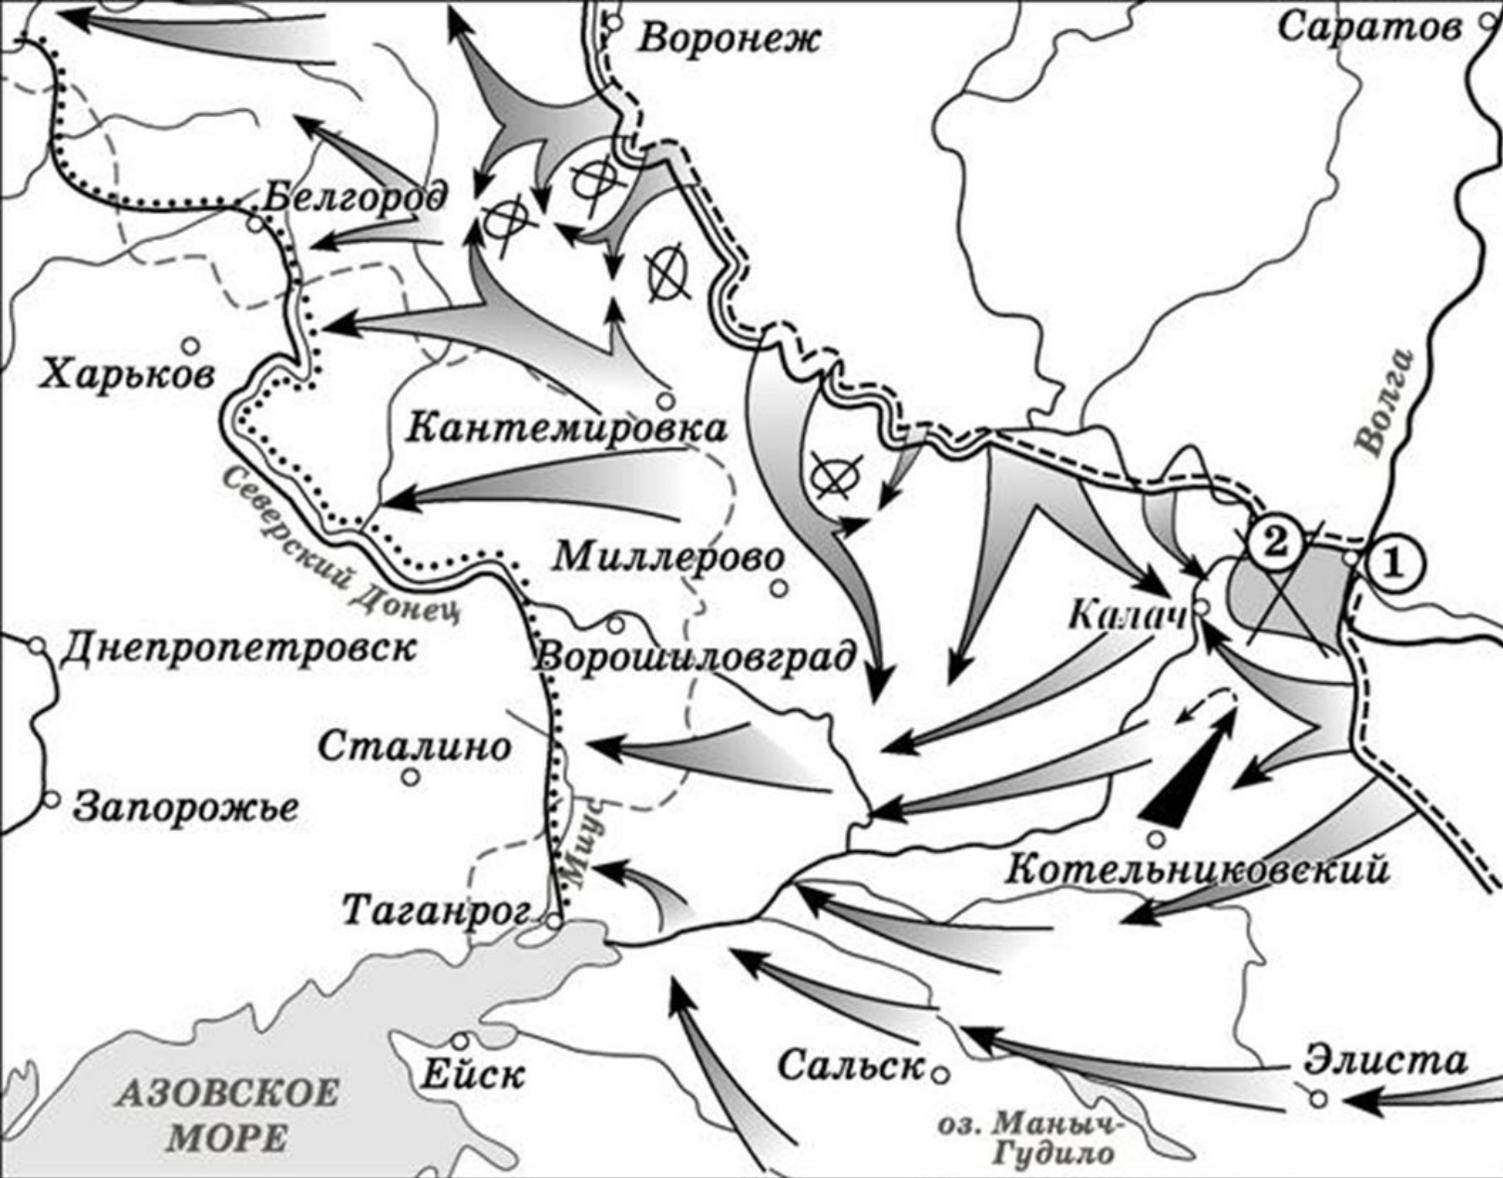 Воронеж
Саратов
Белгород
Харьков
Волга
Кантемировка
Северский Донец
Миллерово
2
1
Калач
Днепропетровск
Ворошиловград
Сталино
Запорожье
Миус
Котельниковский
Таганрог
Ейск
Сальск
Элиста
АЗОВСКОЕ
МОРЕ
оз. Маныч-
Гудило